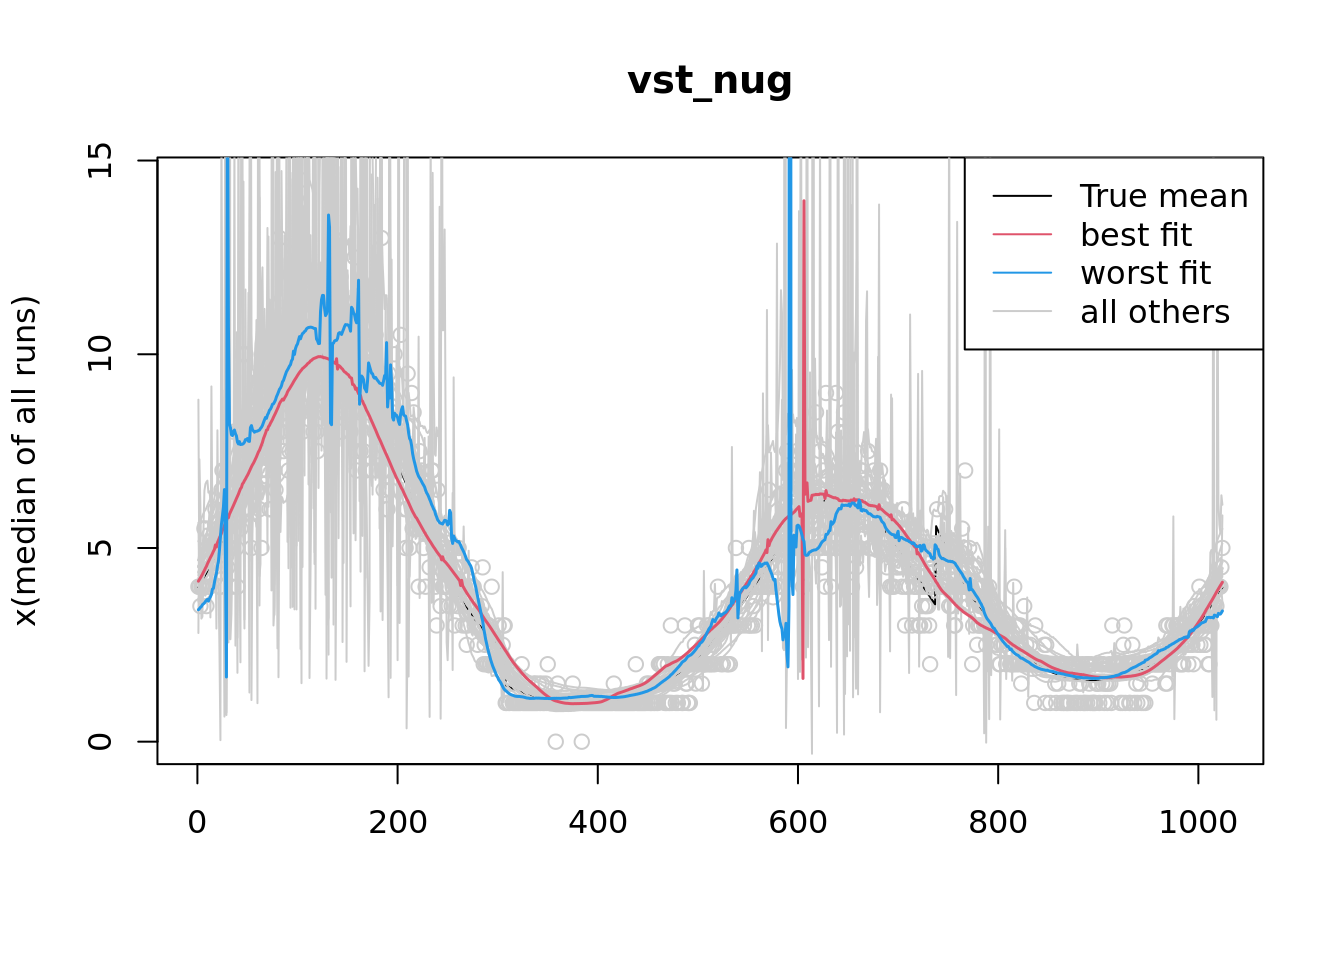 vst_nug
x(median of all runs)
15
10
5
0
True mean
best fit
worst fit
all others
0 200 400 600 800 1000